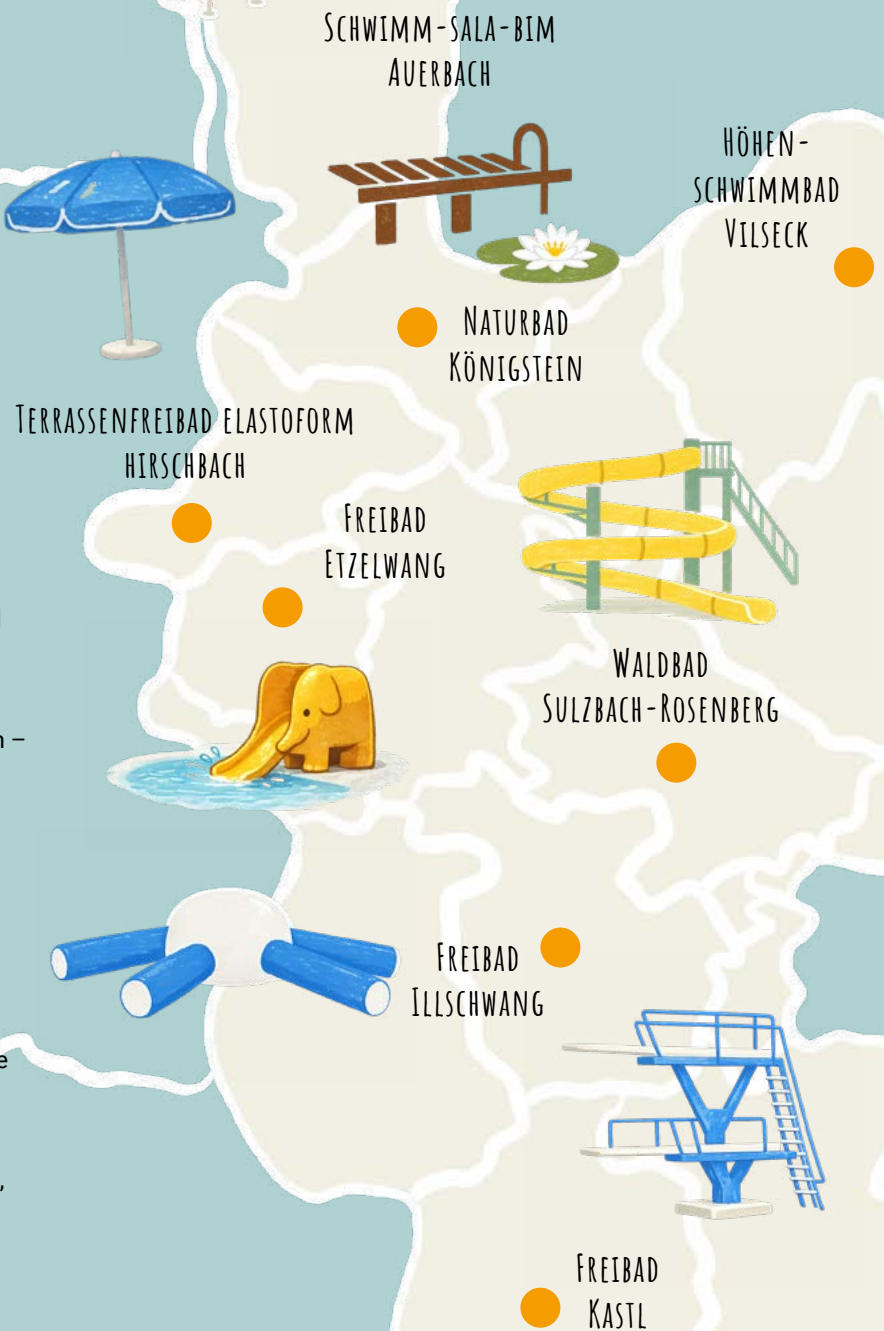 SCHWIMM-SALA-BIM
AUERBACH
HÖHEN-
SCHWIMMBAD
VILSECK
NATURBAD
KÖNIGSTEIN
TERRASSENFREIBAD ELASTOFORM
HIRSCHBACH
FREIBAD
ETZELWANG
WALDBAD
SULZBACH-ROSENBERG
–
FREIBAD
ILLSCHWANG
e
,
FREIBAD
KASTL